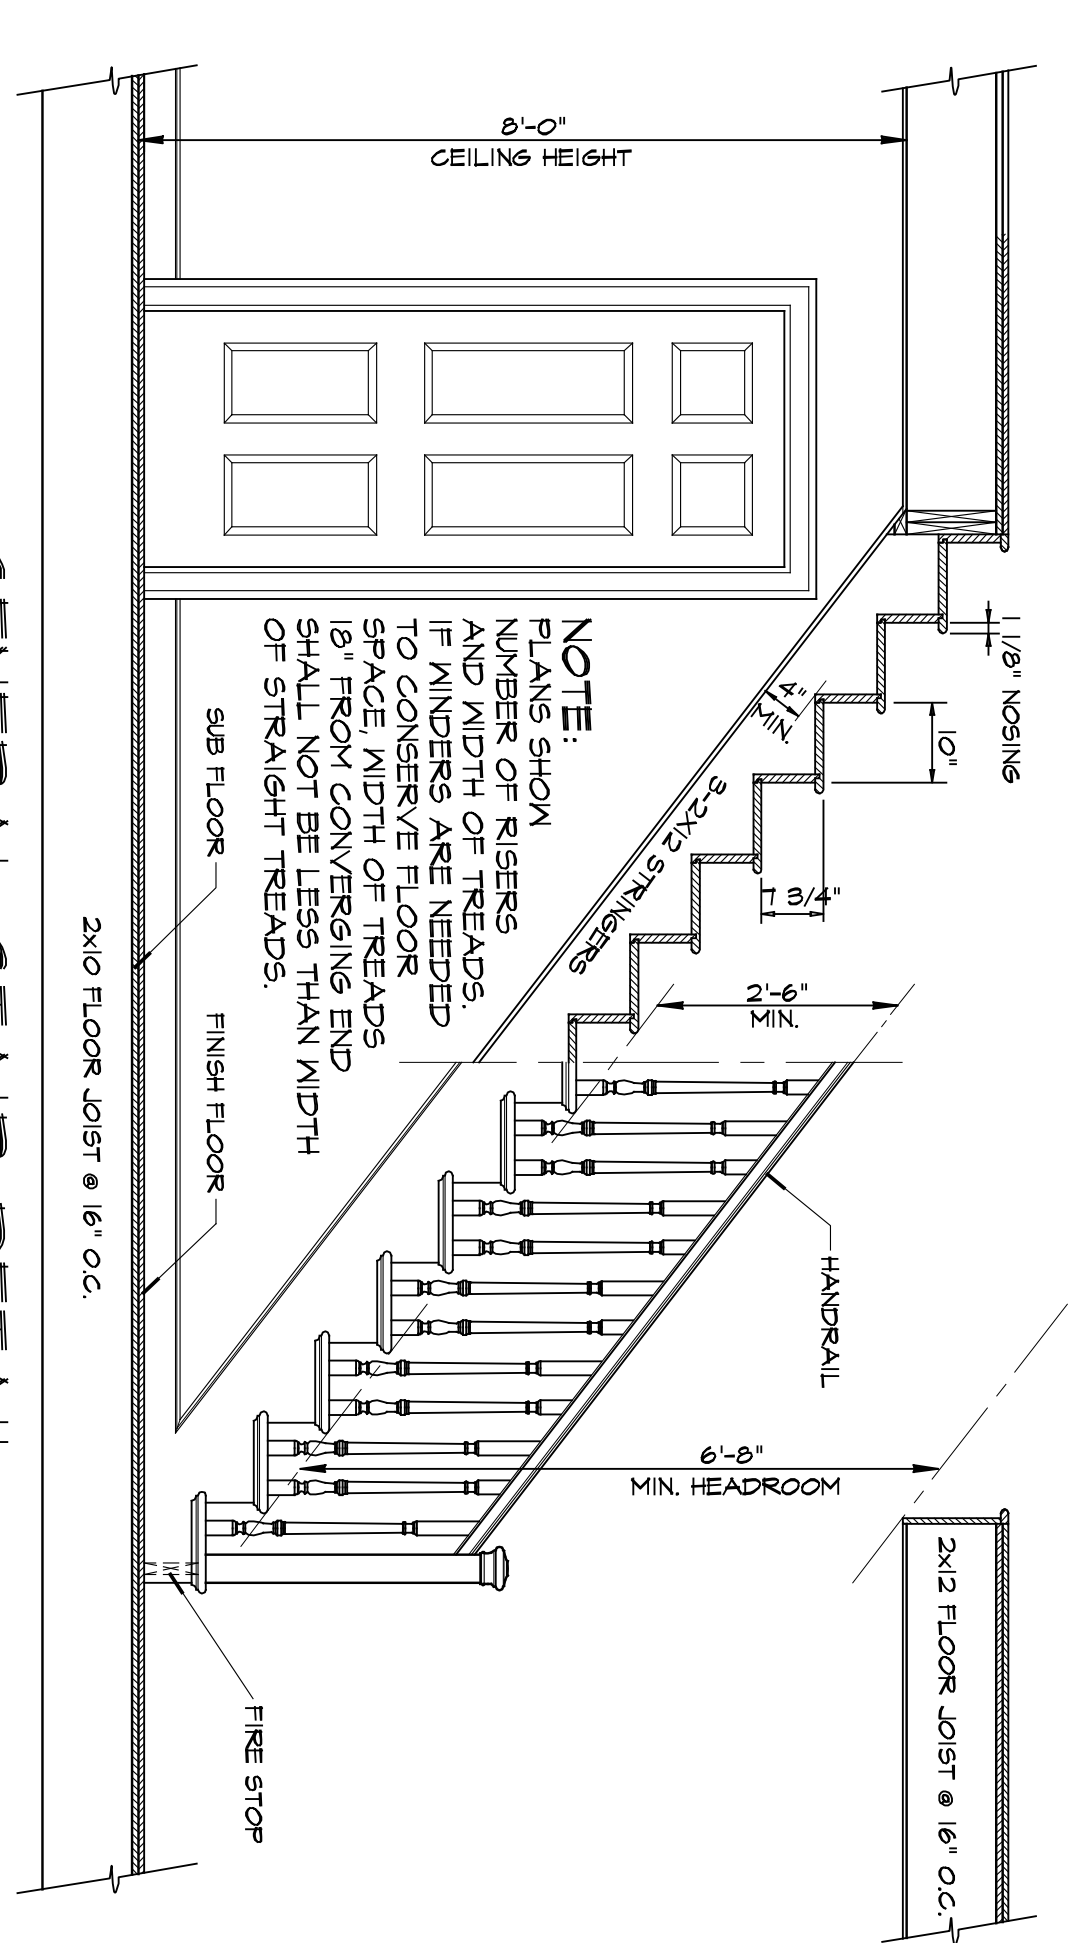 8'-0"
CEILING HEIGHT
1 1/8" NOSING
10"
4"
MIN.
7 3/4"
3-2X12 STRINGERS
2'-6"
MIN.
NOTE:
PLANS SHOW
NUMBER OF RISERS
AND WIDTH OF TREADS.
IF WINDERS ARE NEEDED
TO CONSERVE FLOOR
SPACE, WIDTH OF TREADS
18" FROM CONVERGING END
SHALL NOT BE LESS THAN WIDTH
OF STRAIGHT TREADS.
HANDRAIL
6'-8"
MIN. HEADROOM
2x12 FLOOR JOIST @ 16" O.C.
SUB FLOOR
FINISH FLOOR
FIRE STOP
2x10 FLOOR JOIST @ 16" O.C.